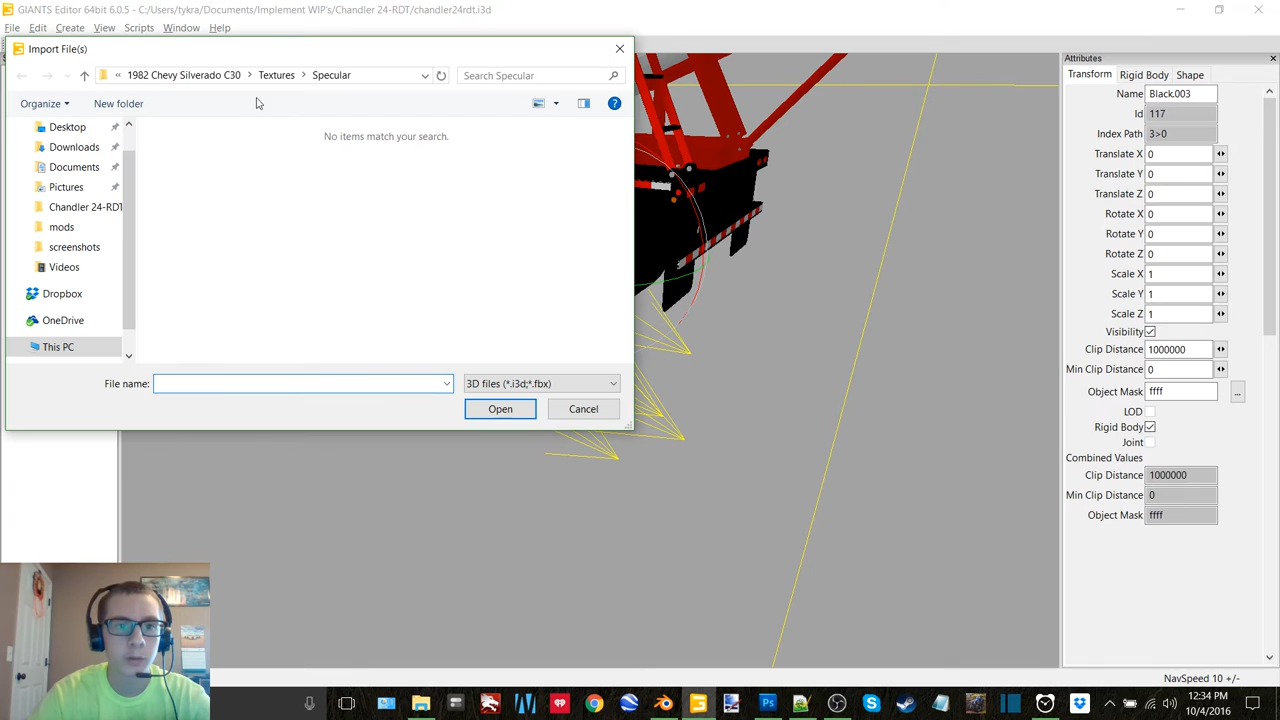 GIANTS Editor 64bit 6.0.5 - C:/Users/tykra/Documents/Implement WIP's/Chandler 24-RDT/chandler24rdt.i3d
File Edit Create View Scripts Window Help
Import File(s)
« 1982 Chevy Silverado C30 > Textures > Specular
Search Specular
Organize New folder
Desktop
Downloads
Documents
Pictures
Chandler 24-RDT
mods
screenshots
Videos
Dropbox
OneDrive
This PC
No items match your search.
File name:
3D files (*.i3d;*.fbx)
Open Cancel
Attributes
Transform Rigid Body Shape
Name Black.003
Id 117
Index Path 3>0
Translate X 0
Translate Y 0
Translate Z 0
Rotate X 0
Rotate Y 0
Rotate Z 0
Scale X 1
Scale Y 1
Scale Z 1
Visibility
Clip Distance 1000000
Min Clip Distance 0
Object Mask ffff ...
LOD
Rigid Body
Joint
Combined Values
Clip Distance 1000000
Min Clip Distance 0
Object Mask ffff
NavSpeed 10 +/-
12:34 PM
10/4/2016